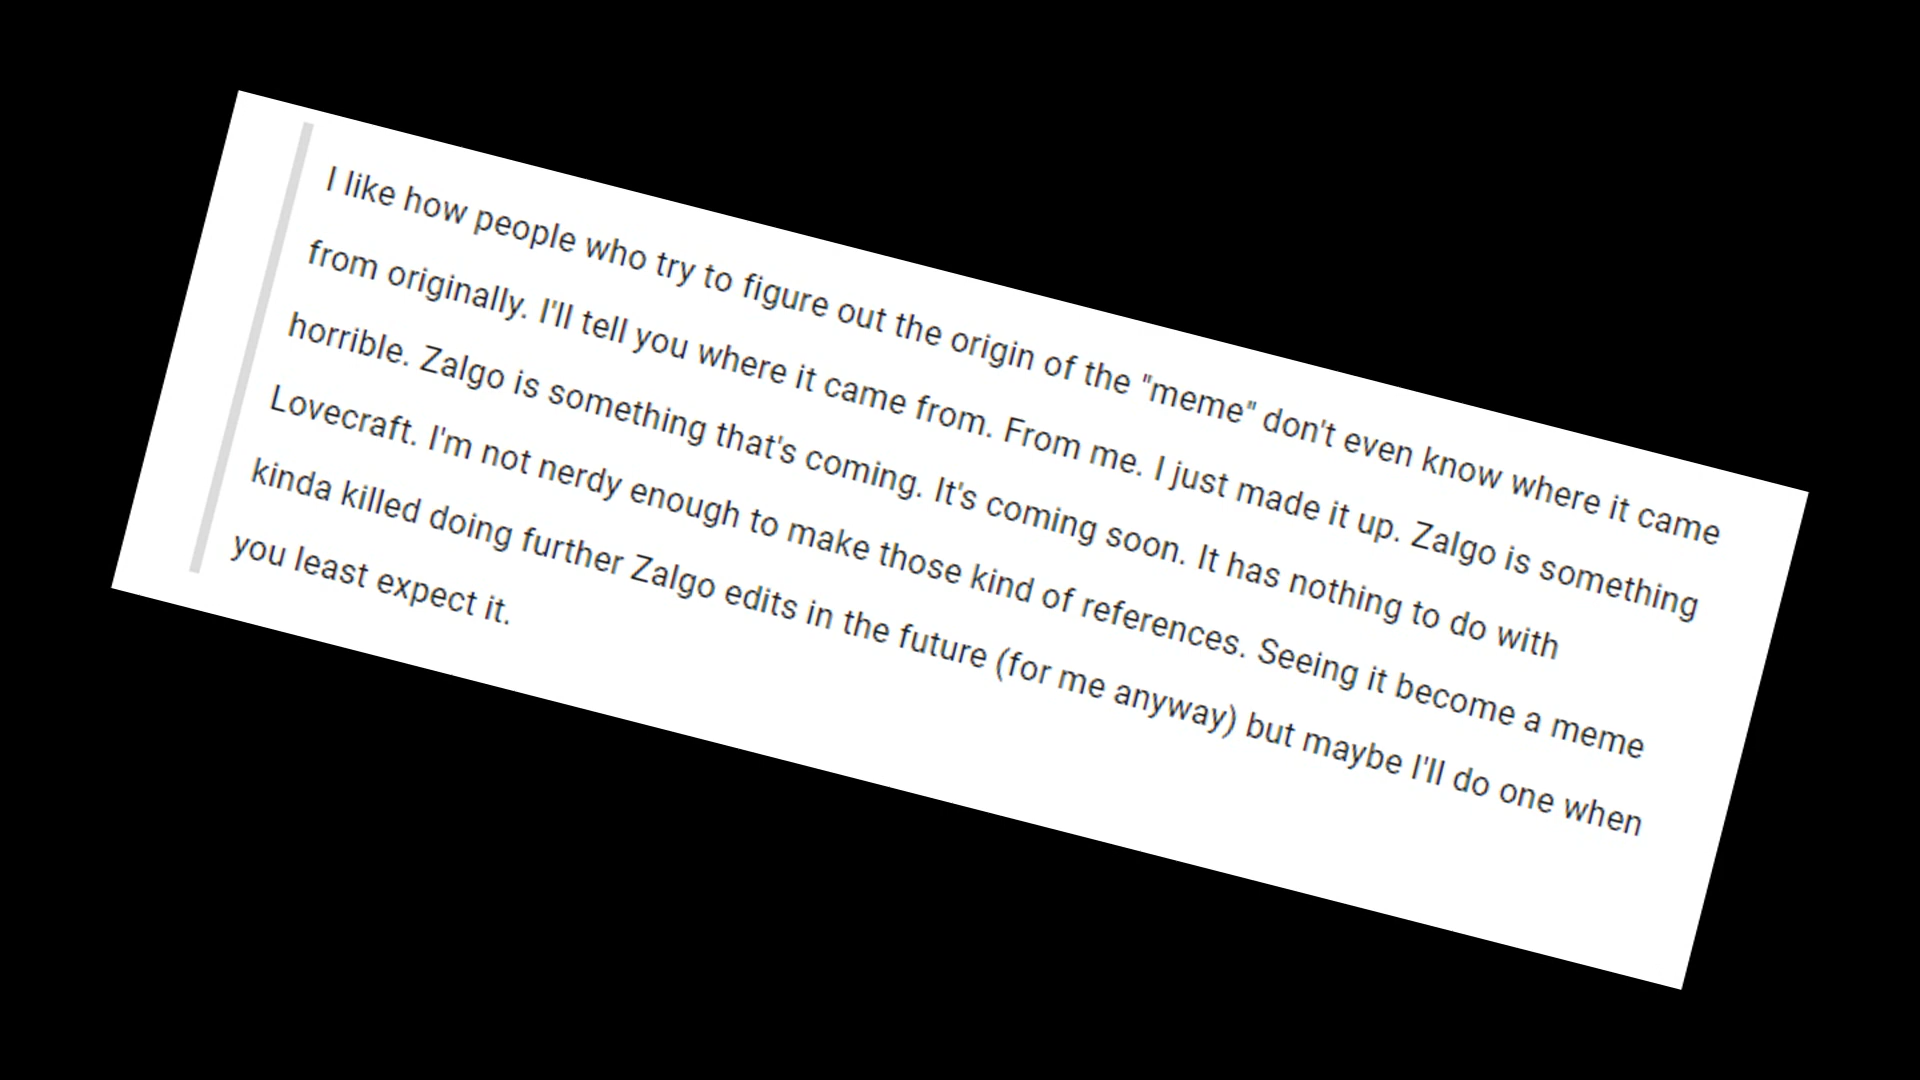 I like how people who try to figure out the origin of the "meme" don't even know where it came
from originally. I'll tell you where it came from. From me. I just made it up. Zalgo is something
horrible. Zalgo is something that's coming. It's coming soon. It has nothing to do with
Lovecraft. I'm not nerdy enough to make those kind of references. Seeing it become a meme
kinda killed doing further Zalgo edits in the future (for me anyway) but maybe I'll do one when
you least expect it.